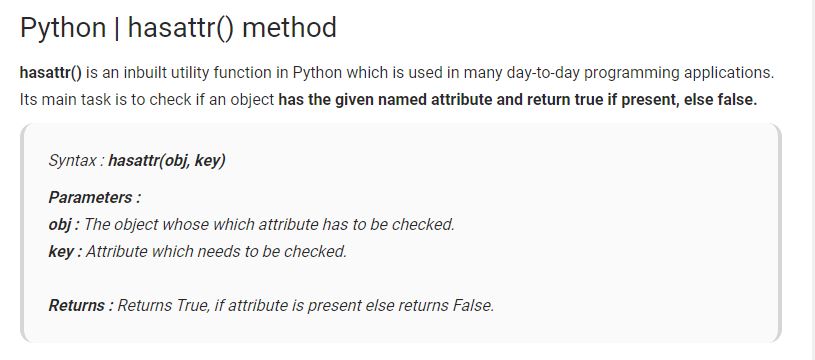 Python | hasattr() method
hasattr() is an inbuilt utility function in Python which is used in many day-to-day programming applications.
Its main task is to check if an object has the given named attribute and return true if present, else false.
Syntax : hasattr(obj, key)
Parameters :
obj : The object whose which attribute has to be checked.
key : Attribute which needs to be checked.
Returns : Returns True, if attribute is present else returns False.